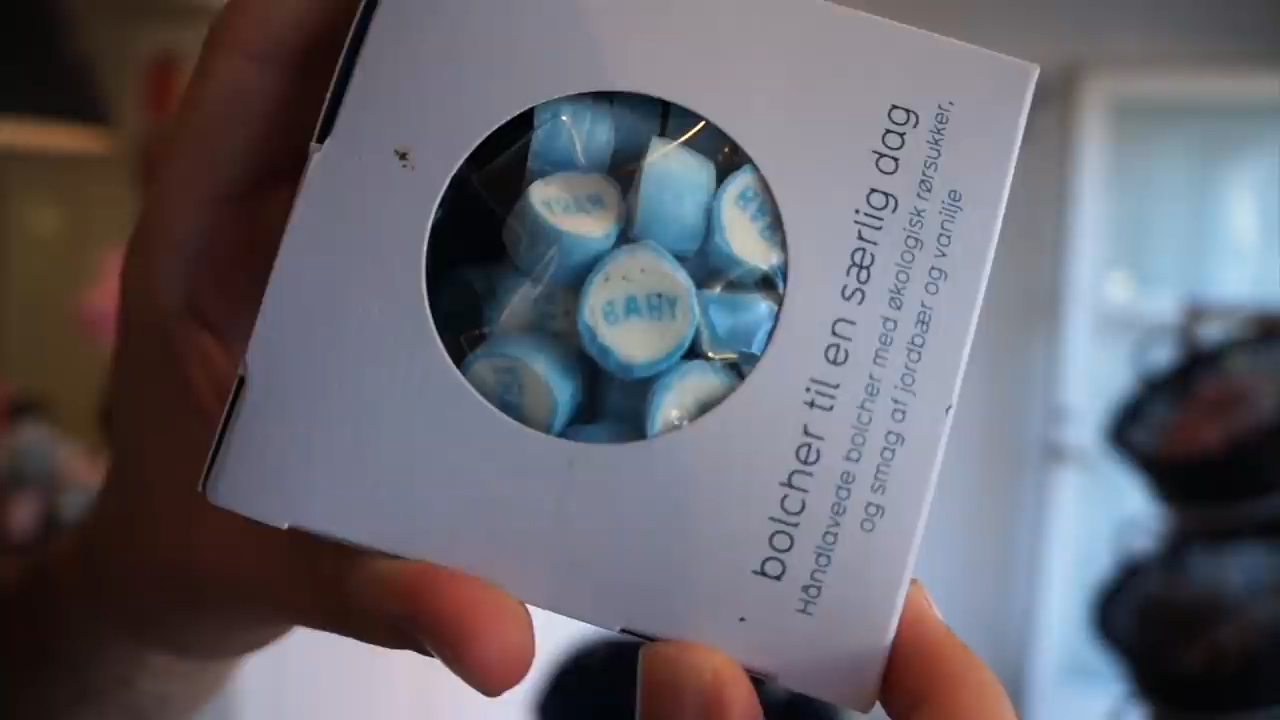 bolcher til en særlig dag
Håndlavede bolcher med økologisk rørsukker,
og smag af jordbær og vanilje
BABY